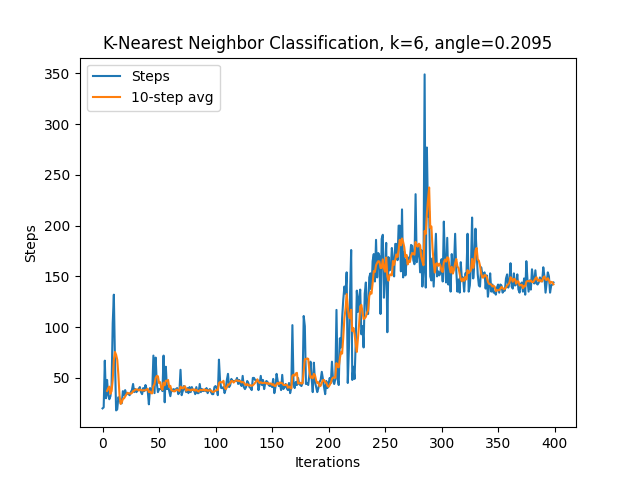 K-Nearest Neighbor Classification, k=6, angle=0.2095
Steps
10-step avg
350
300
250
200
150
100
50
Steps
0 50 100 150 200 250 300 350 400
Iterations